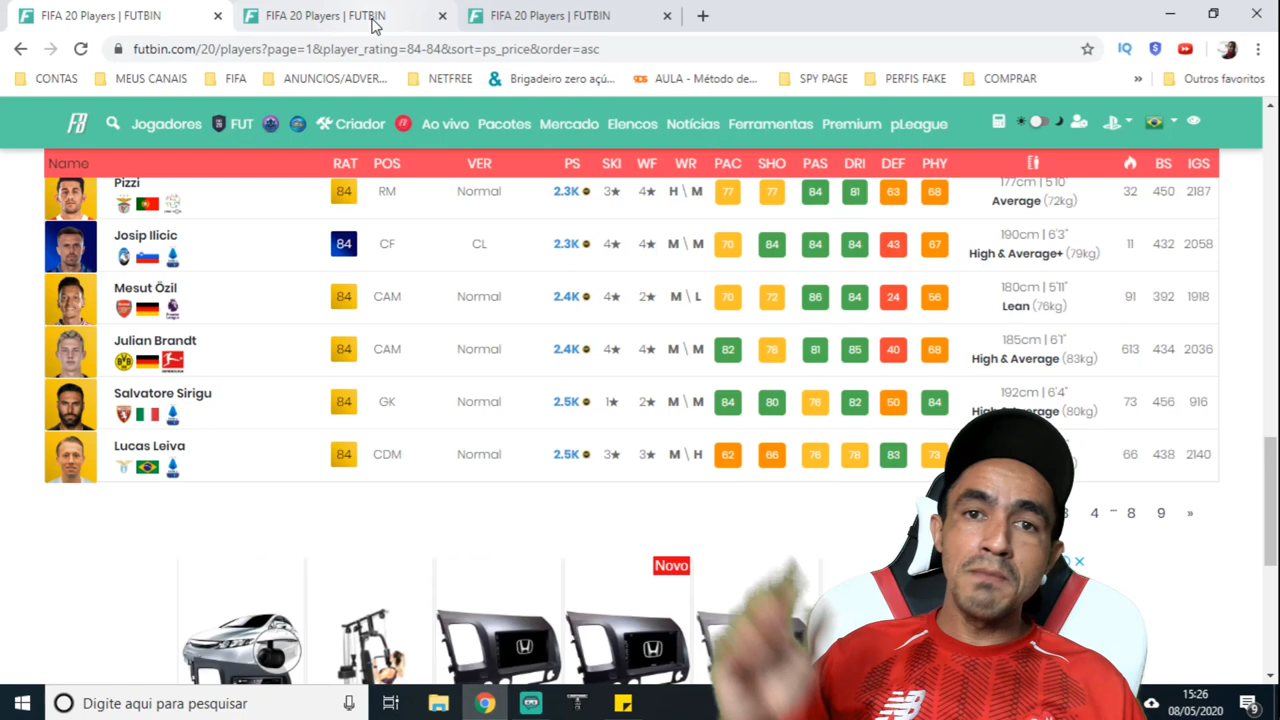 FIFA 20 Players | FUTBIN × FIFA 20 Players | FUTBIN × FIFA 20 Players | FUTBIN × +
futbin.com/20/players?page=1&player_rating=84-84&sort=ps_price&order=asc
CONTAS MEUS CANAIS FIFA ANUNCIOS/ADVER... NETFREE Brigadeiro zero açú... AULA - Método de... SPY PAGE PERFIS FAKE COMPRAR » Outros favoritos
Jogadores FUT Criador Ao vivo Pacotes Mercado Elencos Notícias Ferramentas Premium pLeague
Name RAT POS VER PS SKI WF WR PAC SHO PAS DRI DEF PHY BS IGS
Pizzi 84 RM Normal 2.3K 3★ 4★ H \ M 77 77 84 81 63 68 177cm | 5'10" 32 450 2187
Average (72kg)
Josip Ilicic 84 CF CL 2.3K 4★ 4★ M \ M 70 84 84 84 43 67 190cm | 6'3" 11 432 2058
High & Average+ (79kg)
Mesut Özil 84 CAM Normal 2.4K 4★ 2★ M \ L 70 72 86 84 24 56 180cm | 5'11" 91 392 1918
Lean (76kg)
Julian Brandt 84 CAM Normal 2.4K 4★ 4★ M \ M 82 78 81 85 40 68 185cm | 6'1" 613 434 2036
High & Average (83kg)
Salvatore Sirigu 84 GK Normal 2.5K 1★ 2★ M \ M 84 80 76 82 50 84 192cm | 6'4" 73 456 916
(80kg)
Lucas Leiva 84 CDM Normal 2.5K 3★ 3★ M \ H 62 66 76 78 83 73 66 438 2140
4 ... 8 9 »
Novo
Digite aqui para pesquisar
15:26
08/05/2020
9